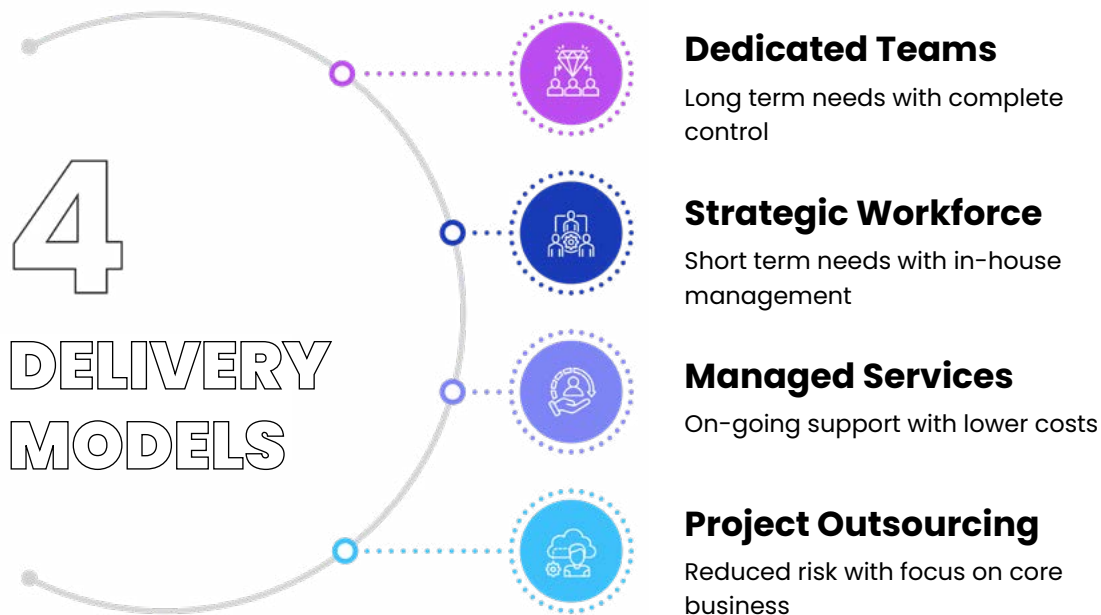 4
DELIVERY
MODELS
Dedicated Teams
Long term needs with complete
control
Strategic Workforce
Short term needs with in-house
management
Managed Services
On-going support with lower costs
Project Outsourcing
Reduced risk with focus on core
business